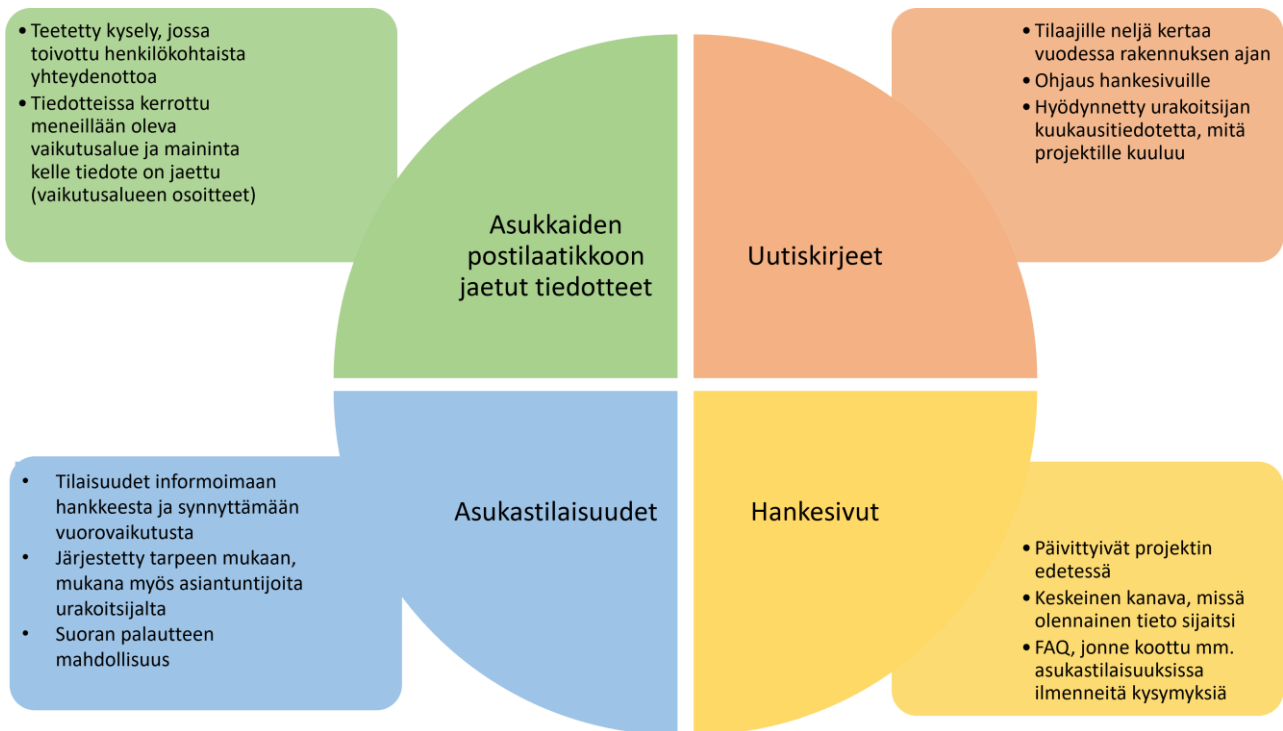 • Teetetty kysely, jossa
toivottu henkilökohtaista
yhteydenottoa
• Tiedotteissa kerrottu
meneillään oleva
vaikutusalue ja maininta
kelle tiedote on jaettu
(vaikutusalueen osoitteet)
• Tilaajille neljä kertaa
vuodessa rakennuksen ajan
• Ohjaus hankesivuille
• Hyödynnetty urakoitsijan
kuukausitiedotetta, mitä
projektille kuuluu
Asukkaiden
postilaatikkoon
jaetut tiedotteet
Uutiskirjeet
Asukastilaisuudet
Hankesivut
• Tilaisuudet informoimaan
hankkeesta ja synnyttämään
vuorovaikutusta
• Järjestetty tarpeen mukaan,
mukana myös asiantuntijoita
urakoitsijalta
• Suoran palautteen
mahdollisuus
• Päivittyivät projektin
edetessä
• Keskeinen kanava, missä
olennainen tieto sijaitsi
• FAQ, jonne koottu mm.
asukastilaisuuksissa
ilmenneitä kysymyksiä